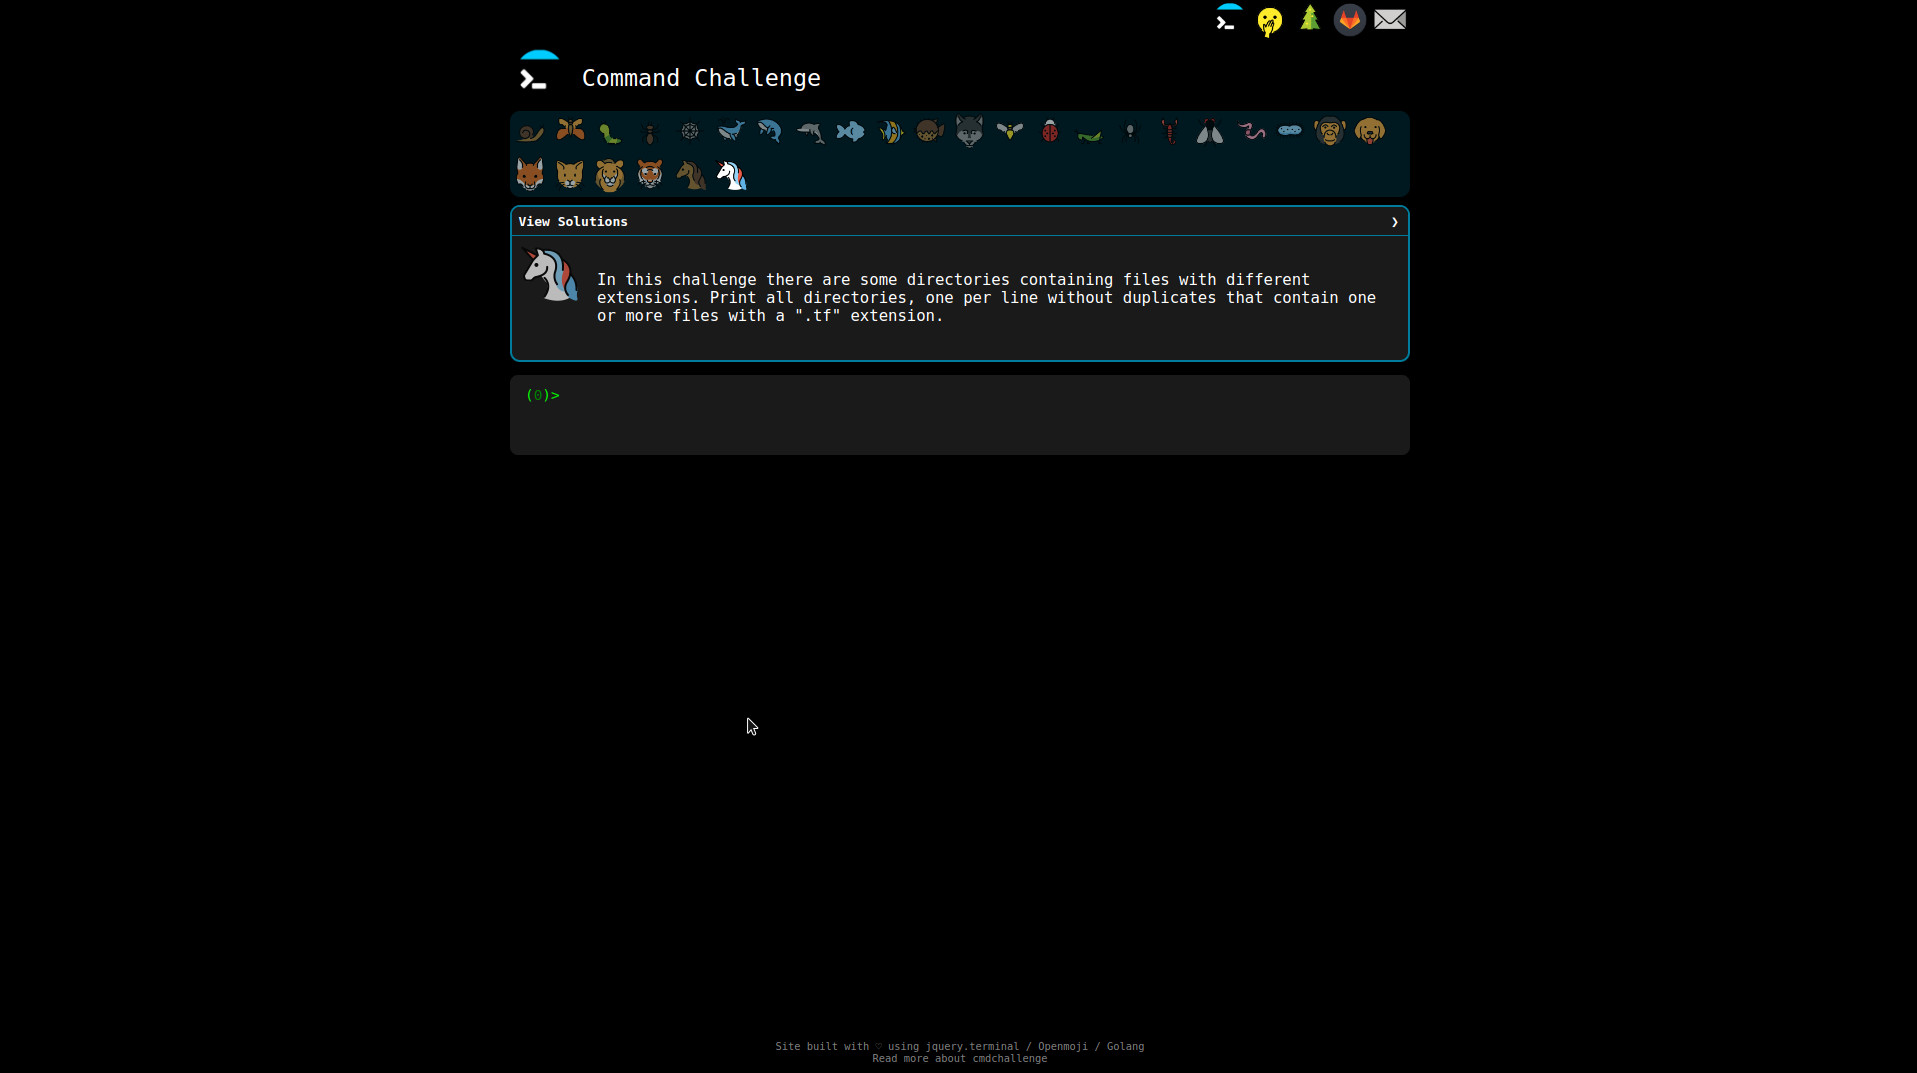 Command Challenge
View Solutions ❯
In this challenge there are some directories containing files with different
extensions. Print all directories, one per line without duplicates that contain one
or more files with a ".tf" extension.
(0)>
Site built with ♡ using jquery.terminal / Openmoji / Golang
Read more about cmdchallenge